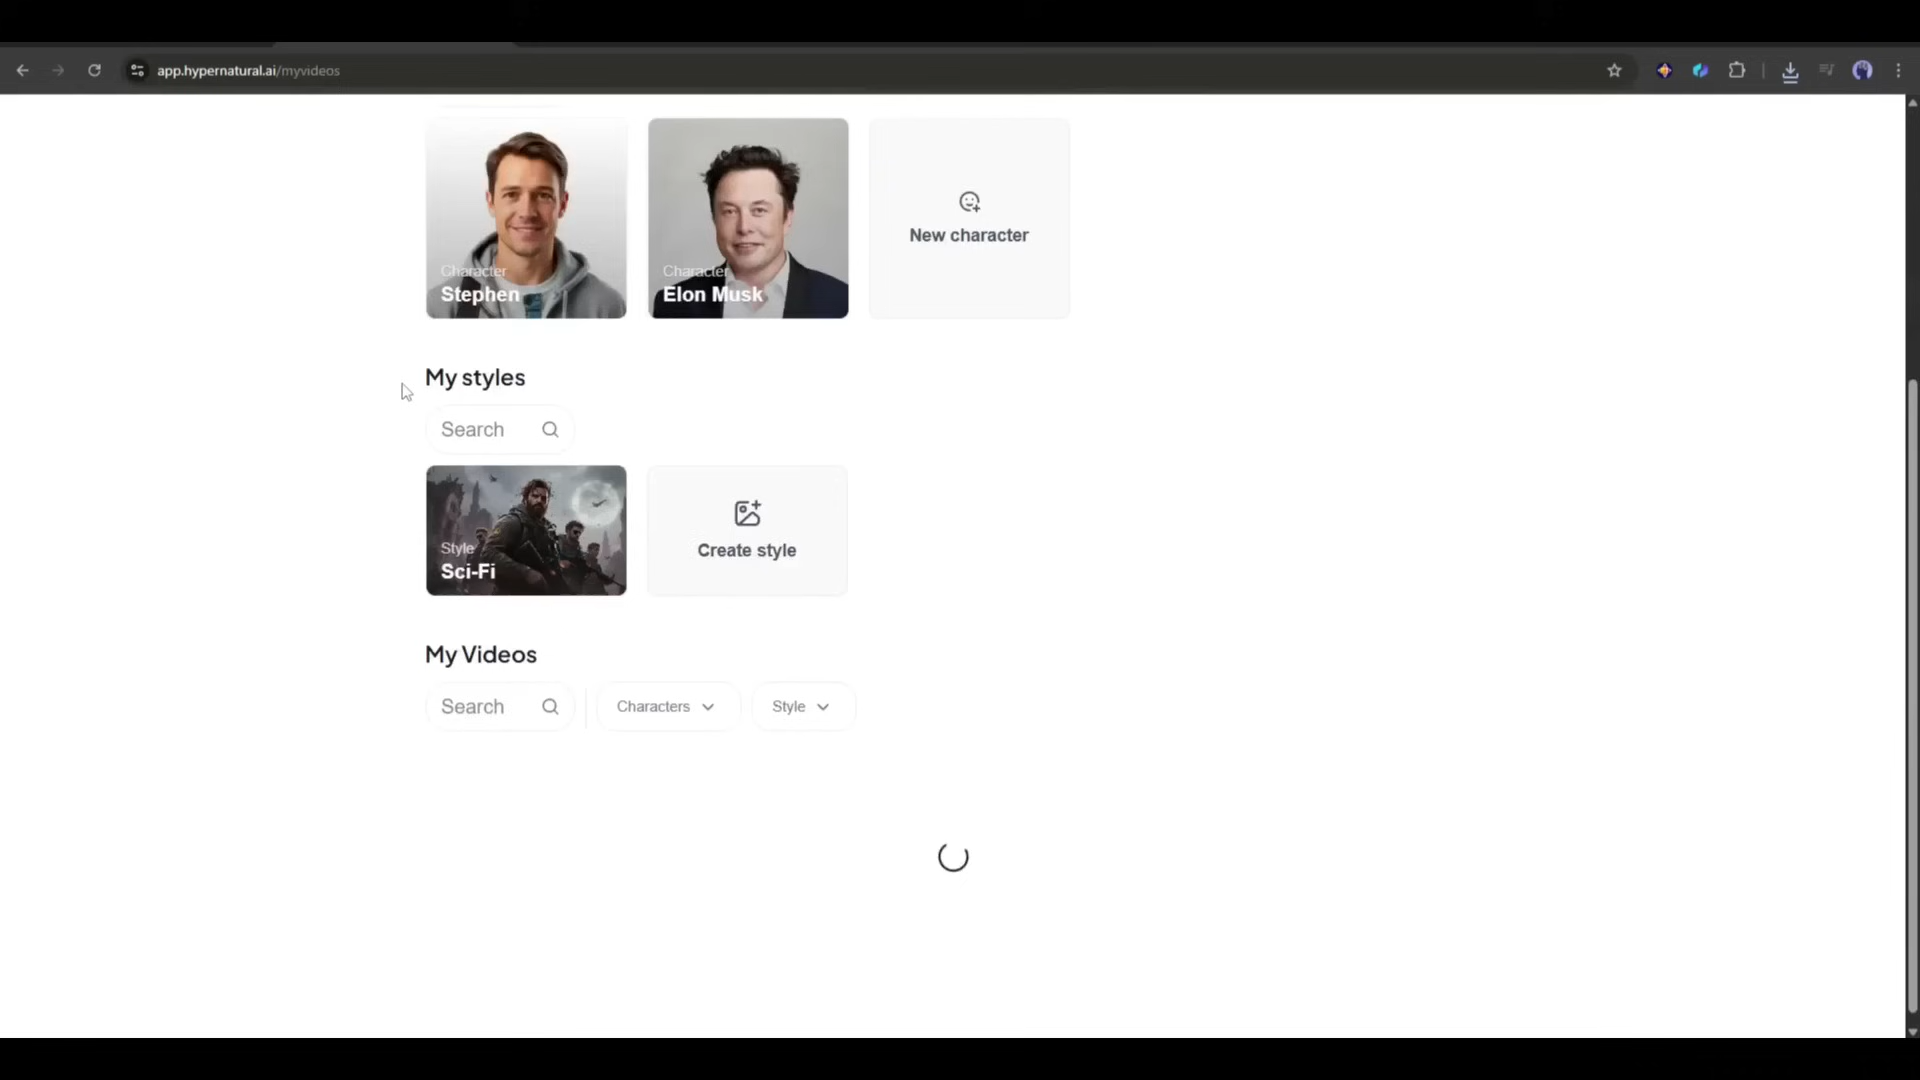 app.hypernatural.ai/myvideos
Character
Stephen
Character
Elon Musk
New character
My styles
Search
Style
Sci-Fi
Create style
My Videos
Search
Characters
Style